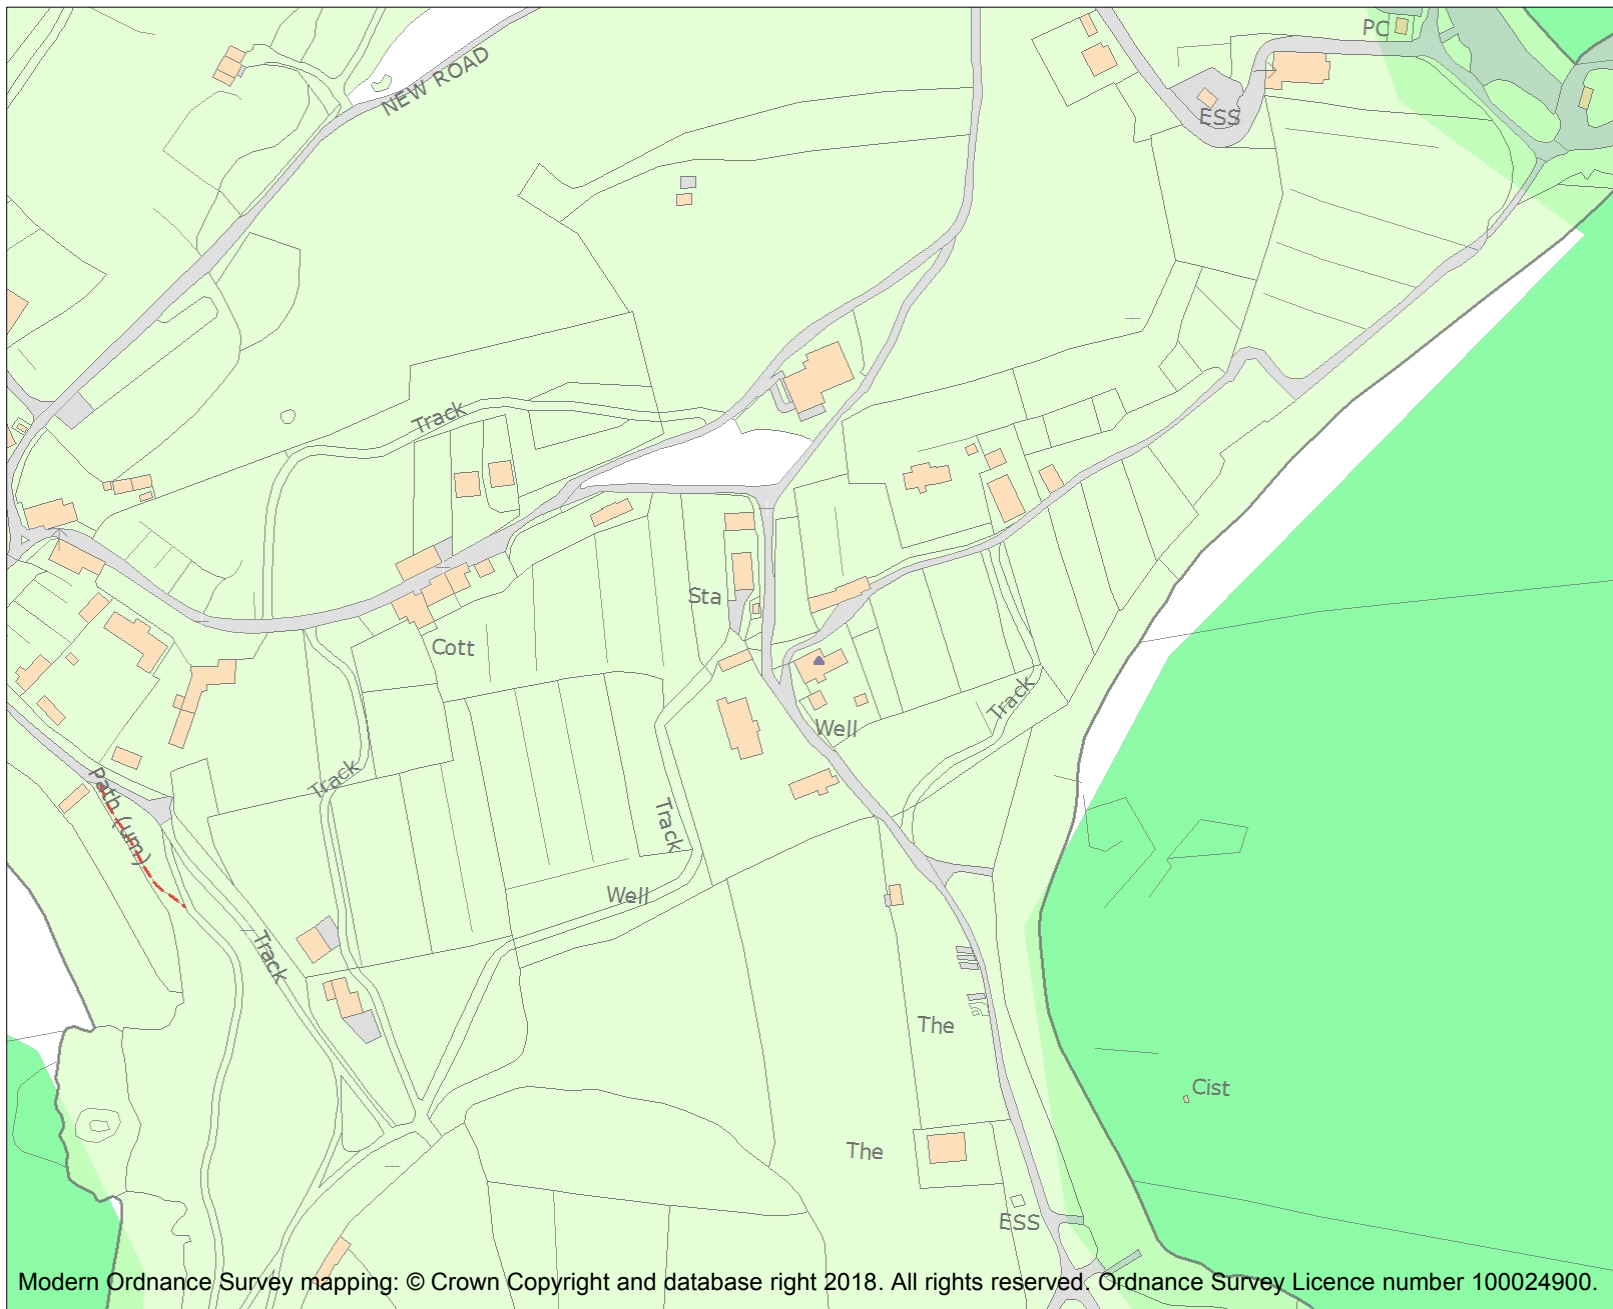 PC
NEW ROAD
ESS
Track
Sta
Cott
Track
Well
Track
Path (um)
Track
Well
Track
The
Cist
The
ESS
Modern Ordnance Survey mapping: © Crown Copyright and database right 2018. All rights reserved. Ordnance Survey Licence number 100024900.